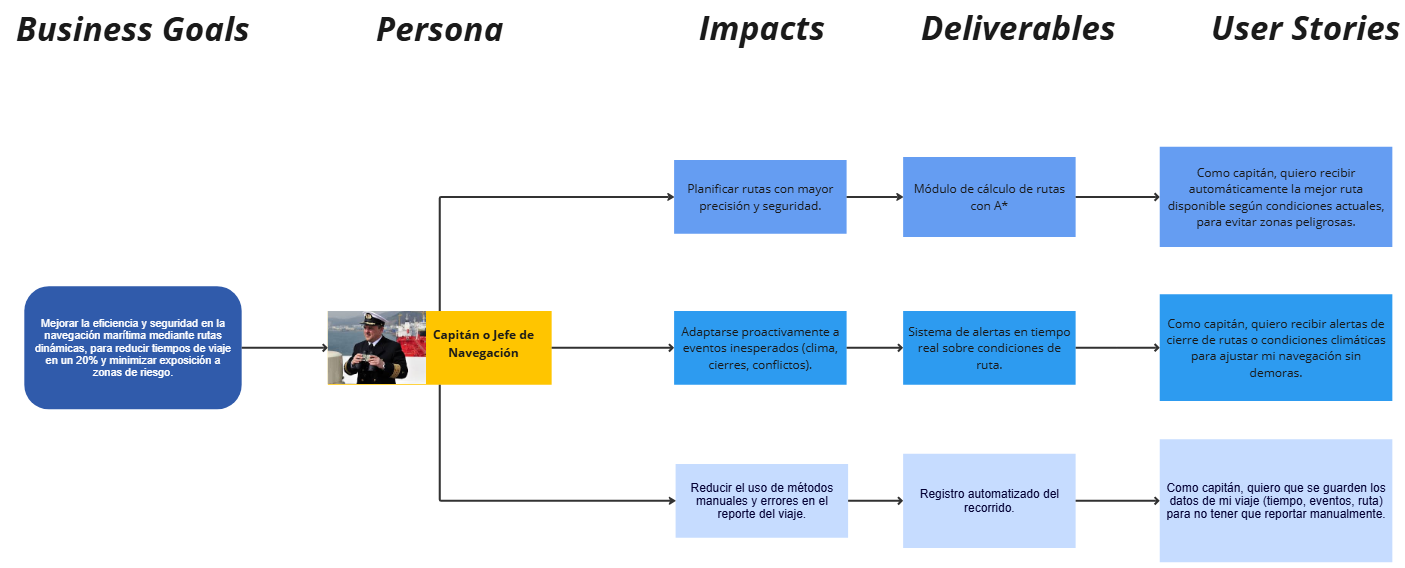 Business Goals
Persona
Impacts
Deliverables
User Stories
Planificar rutas con mayor
precisión y seguridad.
Módulo de cálculo de rutas
con A*
Como capitán, quiero recibir
automáticamente la mejor ruta
disponible según condiciones actuales,
para evitar zonas peligrosas.
Mejorar la eficiencia y seguridad en la
navegación marítima mediante rutas
dinámicas, para reducir tiempos de viaje
en un 20% y minimizar exposición a
zonas de riesgo.
Capitán o Jefe de
Navegación
Adaptarse proactivamente a
eventos inesperados (clima,
cierres, conflictos).
Sistema de alertas en tiempo
real sobre condiciones de
ruta.
Como capitán, quiero recibir alertas de
cierre de rutas o condiciones climáticas
para ajustar mi navegación sin
demoras.
Reducir el uso de métodos
manuales y errores en el
reporte del viaje.
Registro automatizado del
recorrido.
Como capitán, quiero que se guarden los
datos de mi viaje (tiempo, eventos, ruta)
para no tener que reportar manualmente.